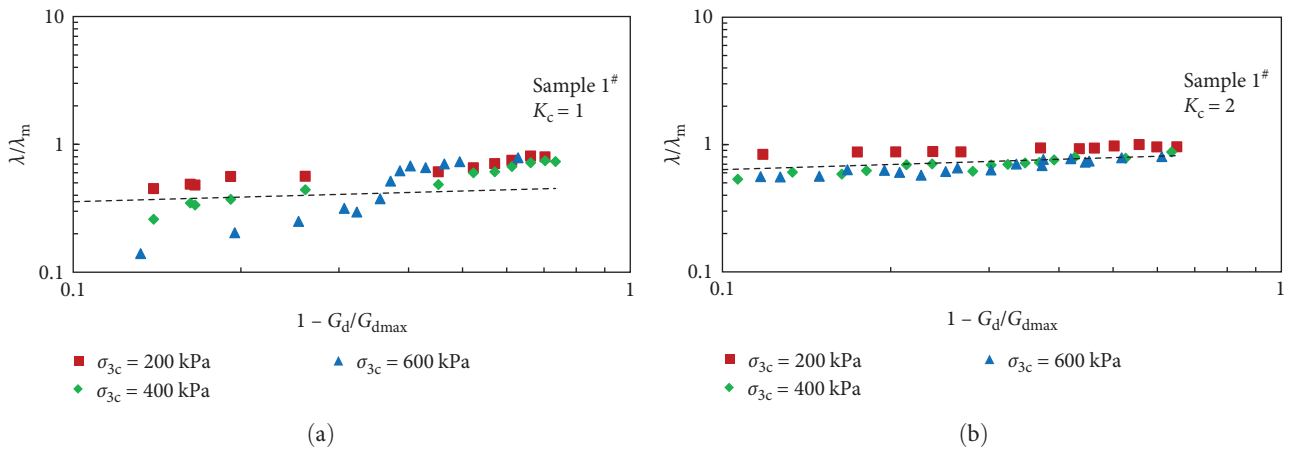 10
1
0.1
λ/λm
0.1
1
1 – Gd/Gdmax
Sample 1#
Kc = 1
σ3c = 200 kPa
σ3c = 600 kPa
σ3c = 400 kPa
(a)
10
1
0.1
λ/λm
0.1
1
1 – Gd/Gdmax
Sample 1#
Kc = 2
σ3c = 200 kPa
σ3c = 600 kPa
σ3c = 400 kPa
(b)